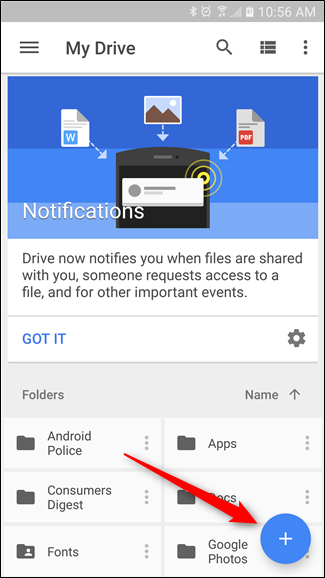 10:56 AM
My Drive
W
PDF
Notifications
Drive now notifies you when files are shared
with you, someone requests access to a
file, and for other important events.
GOT IT
Folders
Name
Android
Police
Apps
Consumers
Digest
Docs
Fonts
Google
Photos